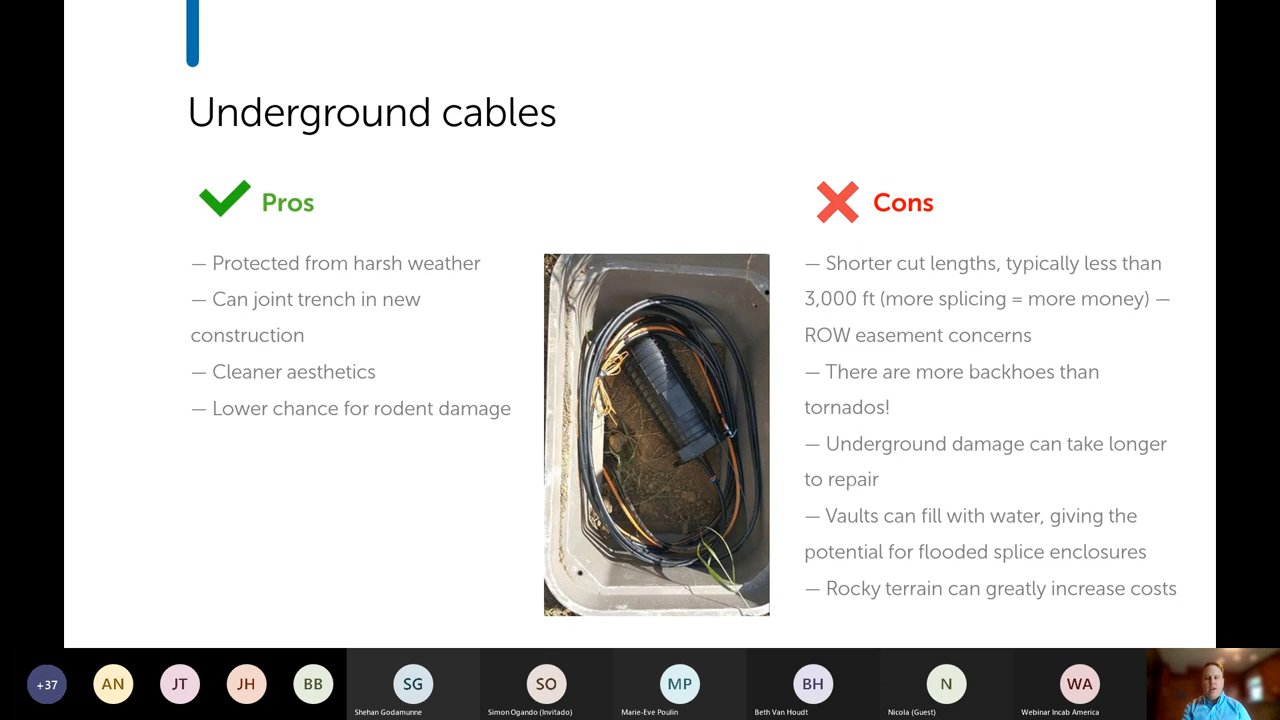 Underground cables
Pros
— Protected from harsh weather
— Can joint trench in new
construction
— Cleaner aesthetics
— Lower chance for rodent damage
Cons
— Shorter cut lengths, typically less than
3,000 ft (more splicing = more money) —
ROW easement concerns
— There are more backhoes than
tornados!
— Underground damage can take longer
to repair
— Vaults can fill with water, giving the
potential for flooded splice enclosures
— Rocky terrain can greatly increase costs
+37
AN
JT
JH
BB
SG
SO
MP
BH
N
WA
Shehan Godamunne
Simon Ogando (Invitado)
Marie-Eve Poulin
Beth Van Houdt
Nicola (Guest)
Webinar Incab America